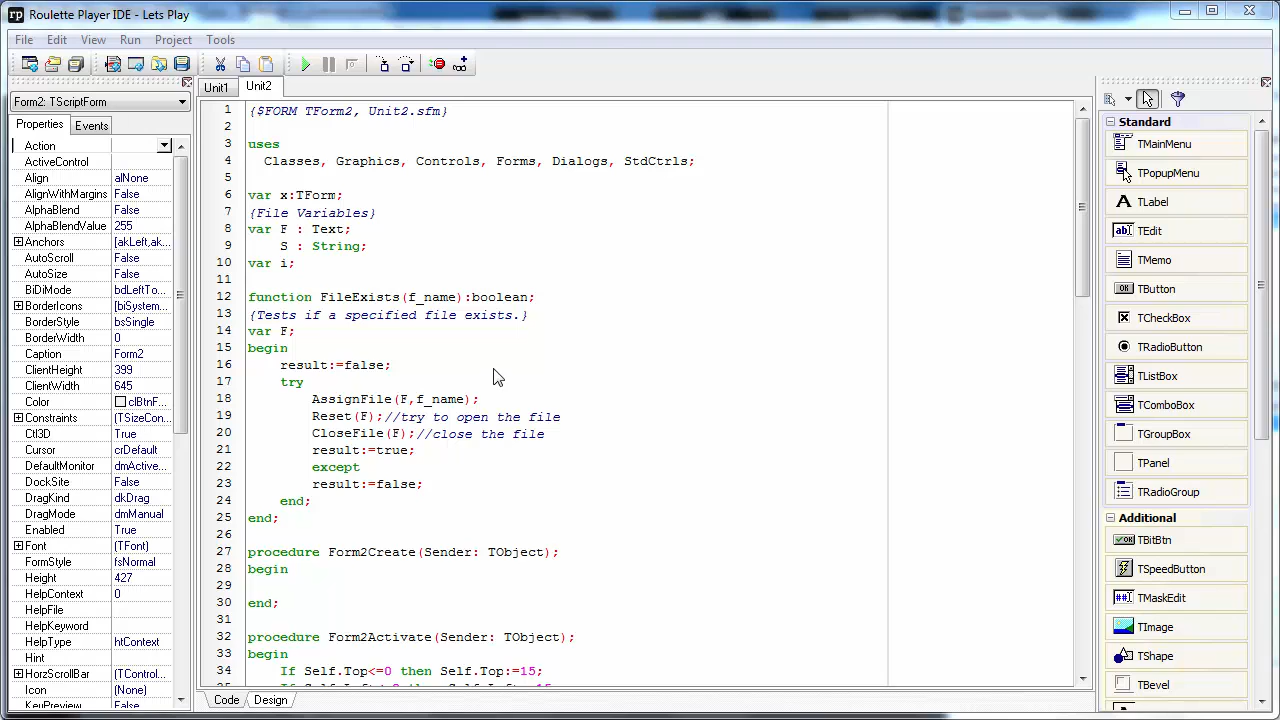 rp Roulette Player IDE - Lets Play
File Edit View Run Project Tools
Form2: TScriptForm
Properties Events
Action
ActiveControl
Align alNone
AlignWithMargins False
AlphaBlend False
AlphaBlendValue 255
Anchors [akLeft,ak...
AutoScroll False
AutoSize False
BiDiMode bdLeftTo...
BorderIcons [biSystem...
BorderStyle bsSingle
BorderWidth 0
Caption Form2
ClientHeight 399
ClientWidth 645
Color clBtnF...
Constraints (TSizeCon...
Ctl3D True
Cursor crDefault
DefaultMonitor dmActive...
DockSite False
DragKind dkDrag
DragMode dmManual
Enabled True
Font (TFont)
FormStyle fsNormal
Height 427
HelpContext 0
HelpFile
HelpKeyword
HelpType htContext
Hint
HorzScrollBar (TControl...
Icon (None)
KeyPreview False
Unit1 Unit2
1 {$FORM TForm2, Unit2.sfm}
2
3 uses
4 Classes, Graphics, Controls, Forms, Dialogs, StdCtrls;
5
6 var x:TForm;
7 {File Variables}
8 var F : Text;
9 S : String;
10 var i;
11
12 function FileExists(f_name):boolean;
13 {Tests if a specified file exists.}
14 var F;
15 begin
16 result:=false;
17 try
18 AssignFile(F,f_name);
19 Reset(F);//try to open the file
20 CloseFile(F);//close the file
21 result:=true;
22 except
23 result:=false;
24 end;
25 end;
26
27 procedure Form2Create(Sender: TObject);
28 begin
29
30 end;
31
32 procedure Form2Activate(Sender: TObject);
33 begin
34 If Self.Top<=0 then Self.Top:=15;
Code Design
Standard
TMainMenu
TPopupMenu
A TLabel
ab TEdit
TMemo
OK TButton
TCheckBox
TRadioButton
TListBox
TComboBox
TGroupBox
TPanel
TRadioGroup
Additional
OK TBitBtn
TSpeedButton
## TMaskEdit
TImage
TShape
TBevel